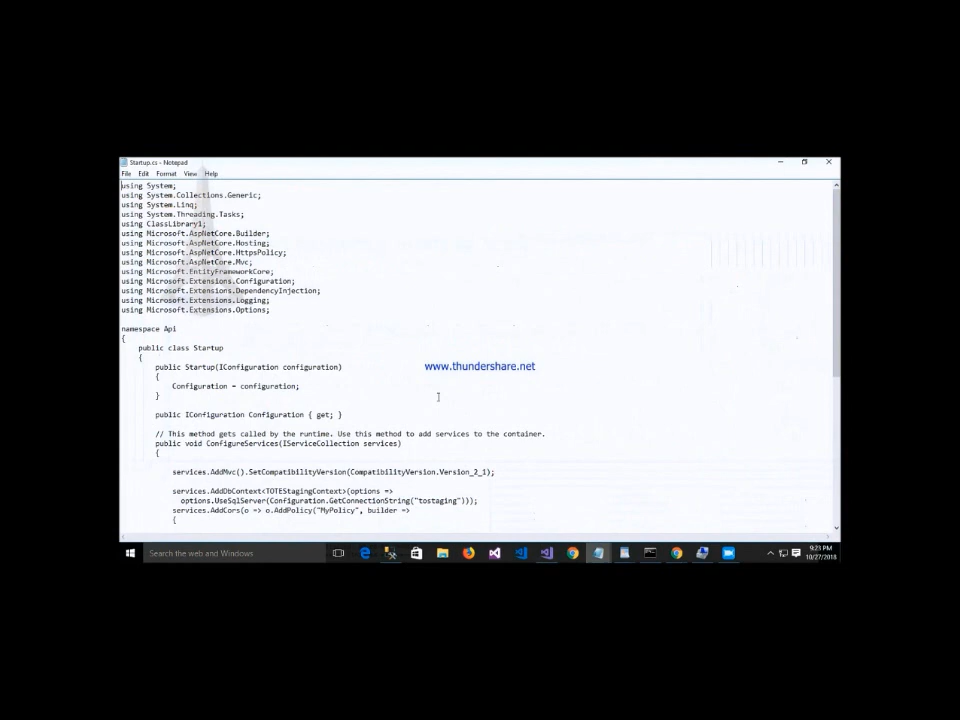 Startup.cs - Notepad
File Edit Format View Help
using System;
using System.Collections.Generic;
using System.Linq;
using System.Threading.Tasks;
using ClassLibrary1;
using Microsoft.AspNetCore.Builder;
using Microsoft.AspNetCore.Hosting;
using Microsoft.AspNetCore.HttpsPolicy;
using Microsoft.AspNetCore.Mvc;
using Microsoft.EntityFrameworkCore;
using Microsoft.Extensions.Configuration;
using Microsoft.Extensions.DependencyInjection;
using Microsoft.Extensions.Logging;
using Microsoft.Extensions.Options;
namespace Api
{
public class Startup
{
public Startup(IConfiguration configuration)
www.thundershare.net
{
Configuration = configuration;
}
public IConfiguration Configuration { get; }
// This method gets called by the runtime. Use this method to add services to the container.
public void ConfigureServices(IServiceCollection services)
{
services.AddMvc().SetCompatibilityVersion(CompatibilityVersion.Version_2_1);
services.AddDbContext<TOTEStagingContext>(options =>
options.UseSqlServer(Configuration.GetConnectionString("tostaging")));
services.AddCors(o => o.AddPolicy("MyPolicy", builder =>
{
Search the web and Windows
9:23 PM
10/27/2018